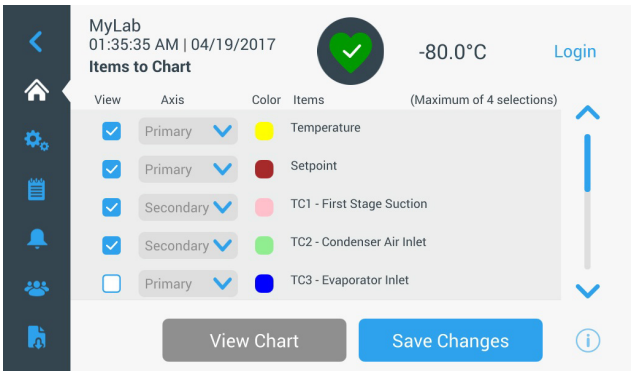 MyLab
01:35:35 AM | 04/19/2017
Items to Chart
-80.0°C
Login
View Axis Color Items (Maximum of 4 selections)
Primary Temperature
Primary Setpoint
Secondary TC1 - First Stage Suction
Secondary TC2 - Condenser Air Inlet
Primary TC3 - Evaporator Inlet
View Chart Save Changes
i